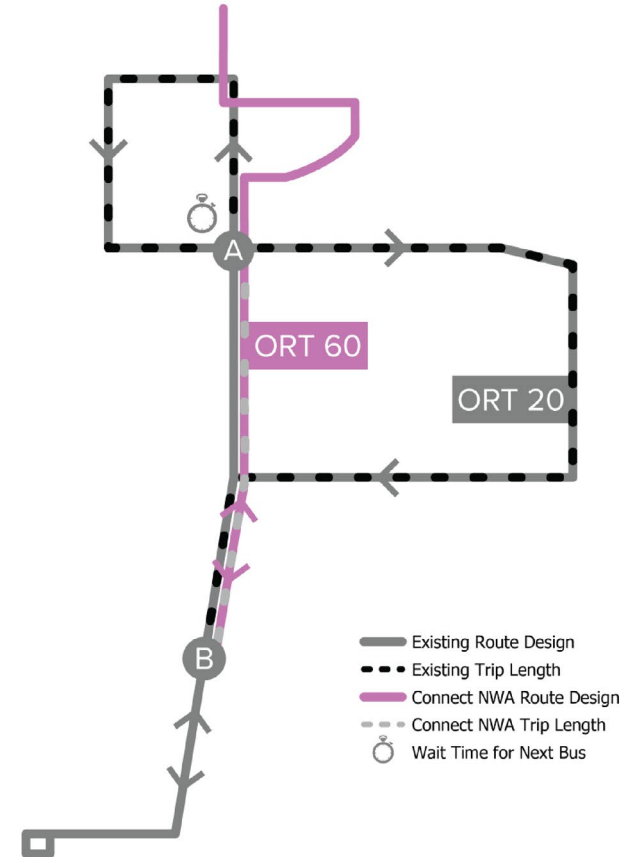 A
ORT 60
ORT 20
B
Existing Route Design
Existing Trip Length
Connect NWA Route Design
Connect NWA Trip Length
Wait Time for Next Bus